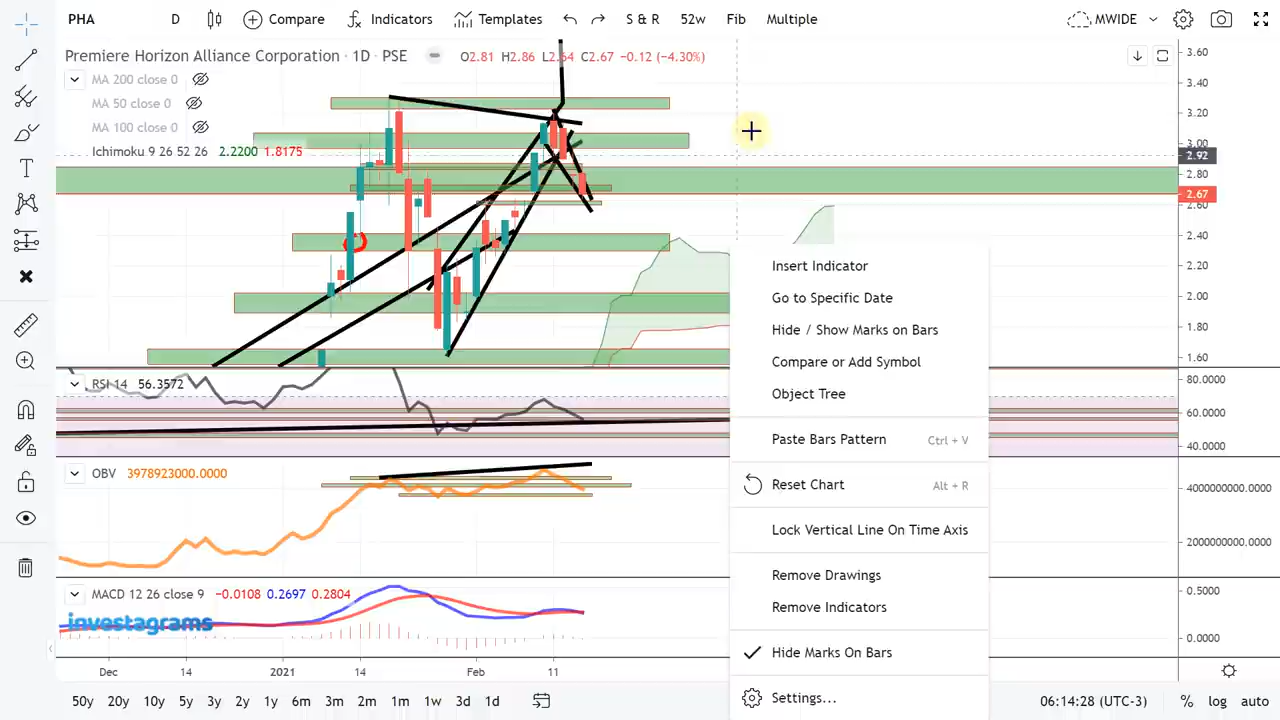 PHA D Compare Indicators Templates S & R 52w Fib Multiple MWIDE
Premiere Horizon Alliance Corporation · 1D · PSE O2.81 H2.86 L2.64 C2.67 −0.12 (−4.30%)
MA 200 close 0
MA 50 close 0
MA 100 close 0
Ichimoku 9 26 52 26 2.2200 1.8175
3.60
3.40
3.20
3.00
2.92
2.80
2.67
2.60
2.40
2.20
2.00
1.80
1.60
Insert Indicator
Go to Specific Date
Hide / Show Marks on Bars
Compare or Add Symbol
Object Tree
Paste Bars Pattern Ctrl + V
Reset Chart Alt + R
Lock Vertical Line On Time Axis
Remove Drawings
Remove Indicators
Hide Marks On Bars
Settings...
RSI 14 56.3572
80.0000
60.0000
40.0000
OBV 3978923000.0000
4000000000.0000
2000000000.0000
MACD 12 26 close 9 −0.0108 0.2697 0.2804
0.5000
0.0000
investagrams
Dec 14 2021 14 Feb 11
50y 20y 10y 5y 3y 2y 1y 6m 3m 2m 1m 1w 3d 1d 06:14:28 (UTC-3) % log auto